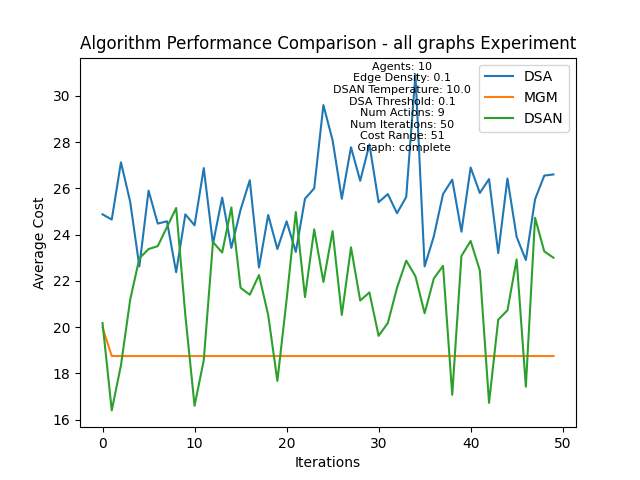 Algorithm Performance Comparison - all graphs Experiment
Agents: 10
Edge Density: 0.1
DSAN Temperature: 10.0
DSA Threshold: 0.1
Num Actions: 9
Num Iterations: 50
Cost Range: 51
Graph: complete
DSA
MGM
DSAN
Average Cost
30
28
26
24
22
20
18
16
0
10
20
30
40
50
Iterations